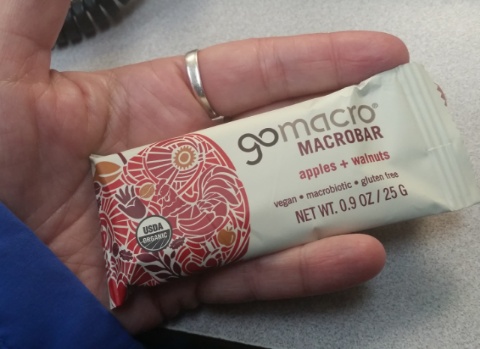 gomacro®
MACROBAR
apples + walnuts
vegan • macrobiotic • gluten free
NET WT. 0.9 OZ / 25 G
USDA
ORGANIC